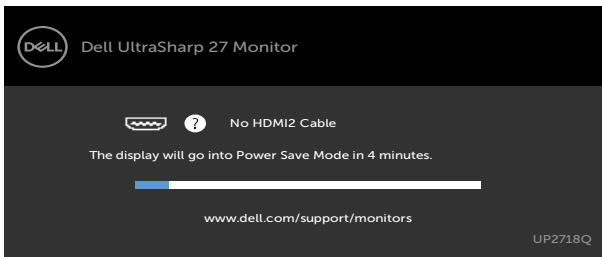 DELL
Dell UltraSharp 27 Monitor
? No HDMI2 Cable
The display will go into Power Save Mode in 4 minutes.
www.dell.com/support/monitors
UP2718Q